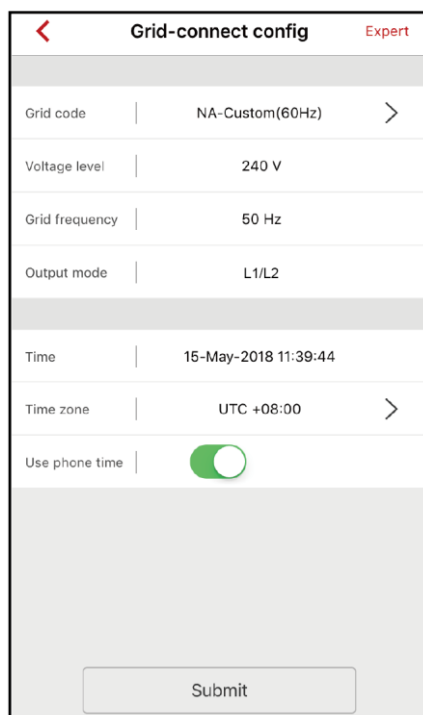 Grid-connect config Expert
Grid code NA-Custom(60Hz)
Voltage level 240 V
Grid frequency 50 Hz
Output mode L1/L2
Time 15-May-2018 11:39:44
Time zone UTC +08:00
Use phone time
Submit